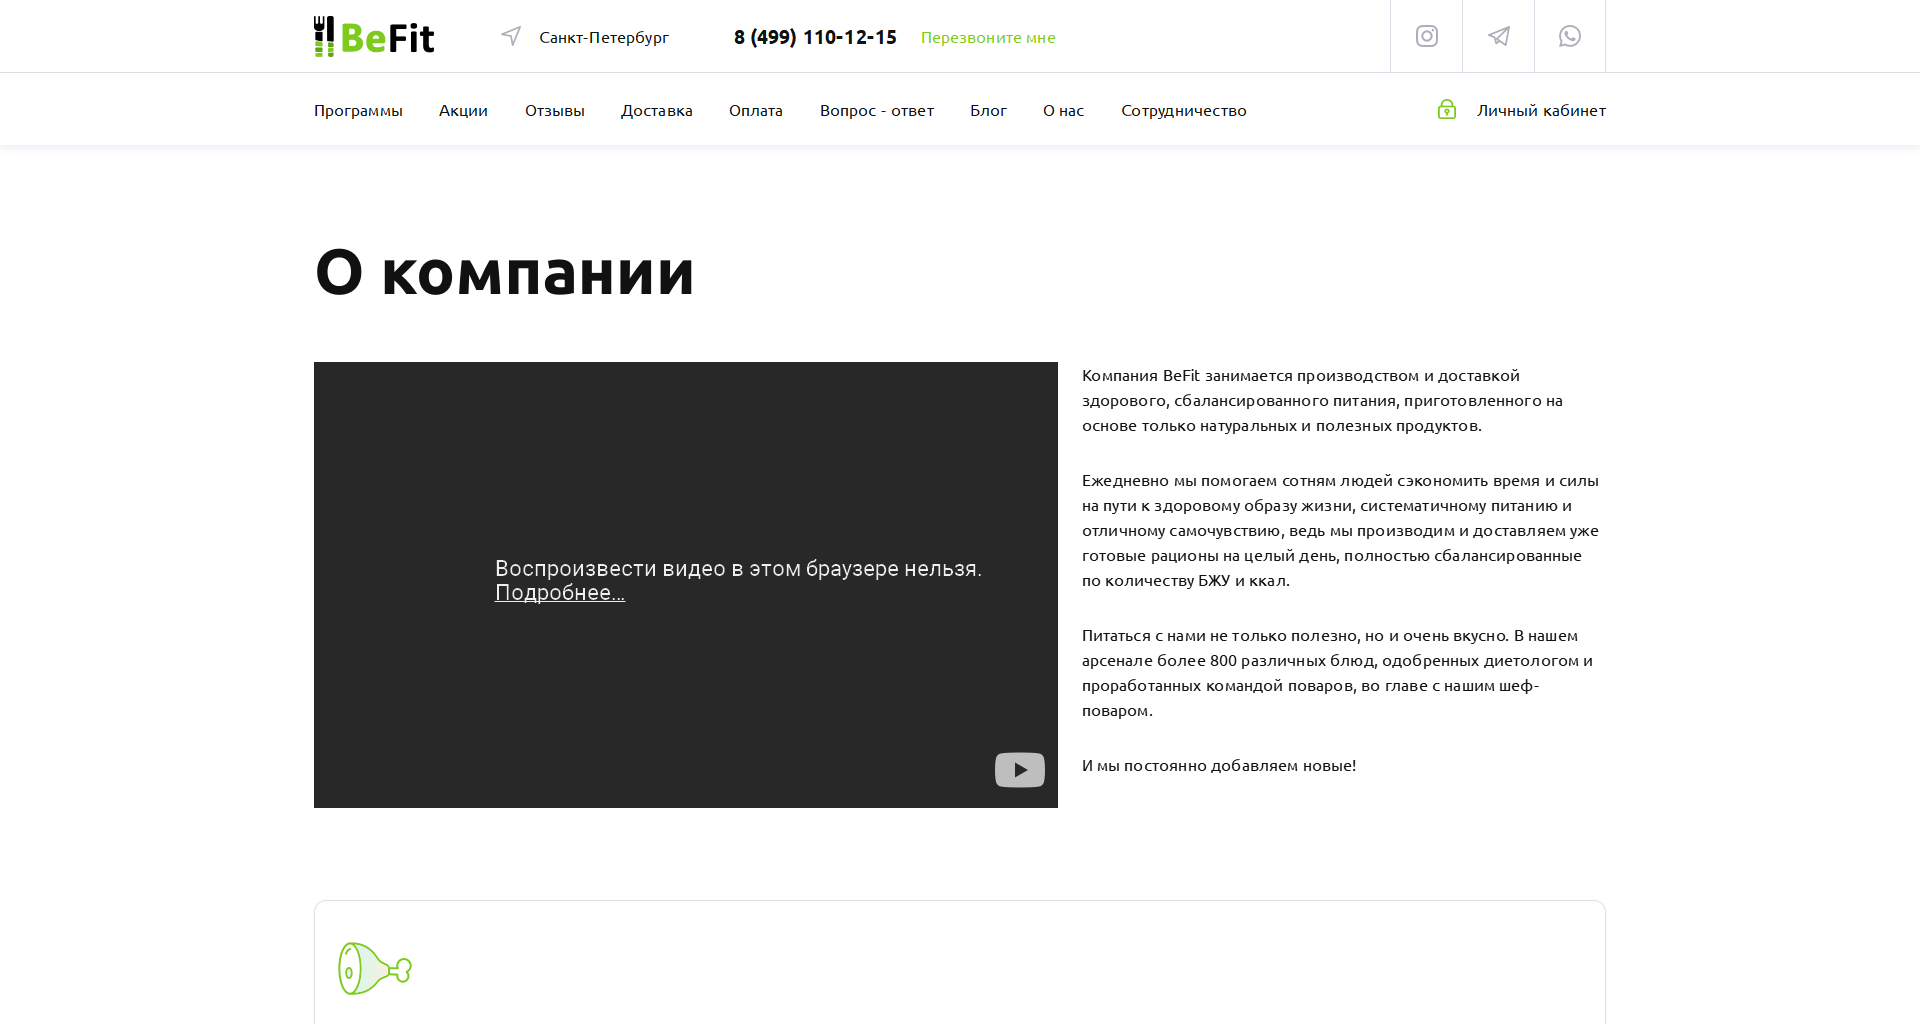 BeFit
Санкт-Петербург
8 (499) 110-12-15
Перезвоните мне
Программы
Акции
Отзывы
Доставка
Оплата
Вопрос - ответ
Блог
О нас
Сотрудничество
Личный кабинет
О компании
Воспроизвести видео в этом браузере нельзя.
Подробнее...
Компания BeFit занимается производством и доставкой
здорового, сбалансированного питания, приготовленного на
основе только натуральных и полезных продуктов.
Ежедневно мы помогаем сотням людей сэкономить время и силы
на пути к здоровому образу жизни, систематичному питанию и
отличному самочувствию, ведь мы производим и доставляем уже
готовые рационы на целый день, полностью сбалансированные
по количеству БЖУ и ккал.
Питаться с нами не только полезно, но и очень вкусно. В нашем
арсенале более 800 различных блюд, одобренных диетологом и
проработанных командой поваров, во главе с нашим шеф-
поваром.
И мы постоянно добавляем новые!